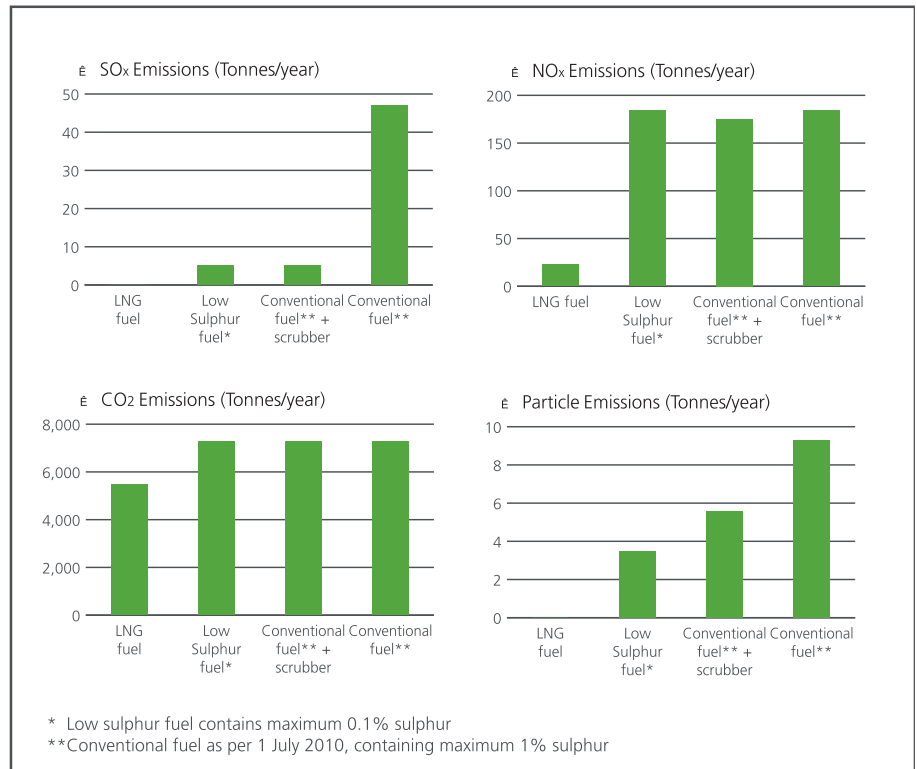 Ê SOx Emissions (Tonnes/year)
50
40
30
20
10
0
LNG
fuel
Low
Sulphur
fuel*
Conventional
fuel** +
scrubber
Conventional
fuel**
Ê NOx Emissions (Tonnes/year)
200
150
100
50
0
LNG fuel
Low
Sulphur
fuel*
Conventional
fuel** +
scrubber
Conventional
fuel**
Ê CO2 Emissions (Tonnes/year)
8,000
6,000
4,000
2,000
0
LNG
fuel
Low
Sulphur
fuel*
Conventional
fuel** +
scrubber
Conventional
fuel**
Ê Particle Emissions (Tonnes/year)
10
8
6
4
2
0
LNG
fuel
Low
Sulphur
fuel*
Conventional
fuel** +
scrubber
Conventional
fuel**
* Low sulphur fuel contains maximum 0.1% sulphur
**Conventional fuel as per 1 July 2010, containing maximum 1% sulphur